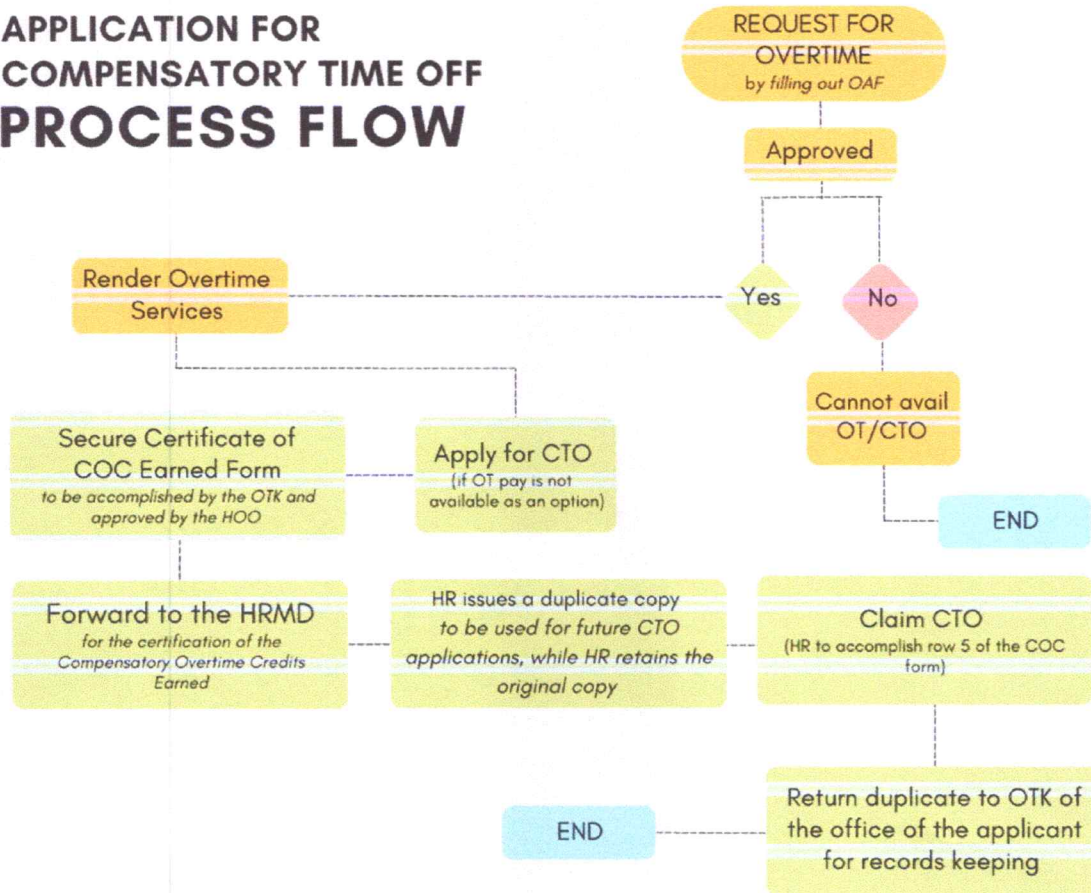 APPLICATION FOR
COMPENSATORY TIME OFF
PROCESS FLOW
REQUEST FOR
OVERTIME
by filling out OAF
Approved
Yes
No
Render Overtime
Services
Cannot avail
OT/CTO
END
Apply for CTO
(if OT pay is not
available as an option)
Secure Certificate of
COC Earned Form
to be accomplished by the OTK and
approved by the HOO
Forward to the HRMD
for the certification of the
Compensatory Overtime Credits
Earned
HR issues a duplicate copy
to be used for future CTO
applications, while HR retains the
original copy
Claim CTO
(HR to accomplish row 5 of the COC
form)
Return duplicate to OTK of
the office of the applicant
for records keeping
END